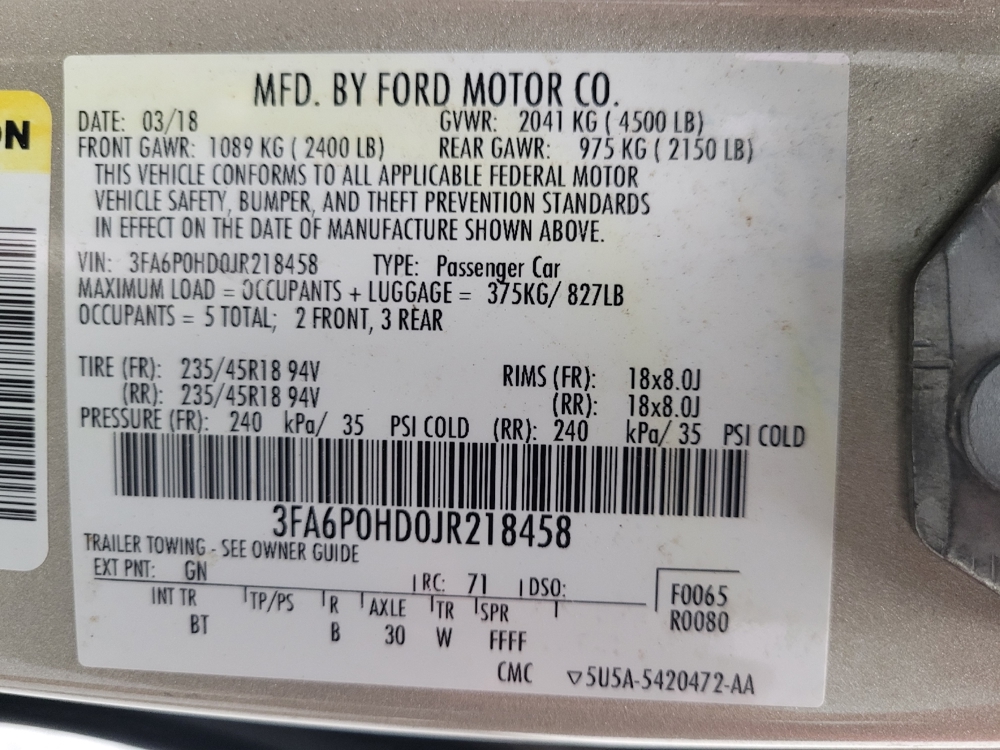 ON
MFD. BY FORD MOTOR CO.
DATE: 03/18 GVWR: 2041 KG ( 4500 LB)
FRONT GAWR: 1089 KG ( 2400 LB) REAR GAWR: 975 KG ( 2150 LB)
THIS VEHICLE CONFORMS TO ALL APPLICABLE FEDERAL MOTOR
VEHICLE SAFETY, BUMPER, AND THEFT PREVENTION STANDARDS
IN EFFECT ON THE DATE OF MANUFACTURE SHOWN ABOVE.
VIN: 3FA6P0HD0JR218458 TYPE: Passenger Car
MAXIMUM LOAD = OCCUPANTS + LUGGAGE = 375KG/ 827LB
OCCUPANTS = 5 TOTAL; 2 FRONT, 3 REAR
TIRE (FR): 235/45R18 94V RIMS (FR): 18x8.0J
(RR): 235/45R18 94V (RR): 18x8.0J
PRESSURE (FR): 240 kPa/ 35 PSI COLD (RR): 240 kPa/ 35 PSI COLD
3FA6P0HD0JR218458
TRAILER TOWING - SEE OWNER GUIDE
EXT PNT: GN RC: 71 DSO: F0065
INT TR TP/PS R AXLE TR SPR R0080
BT B 30 W FFFF
CMC ▽5U5A-5420472-AA